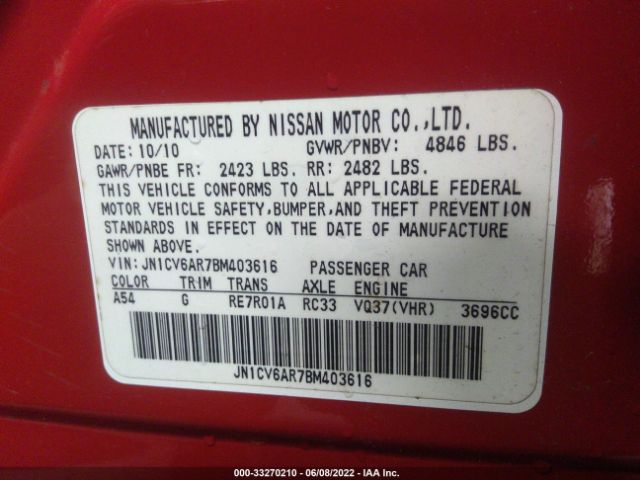 MANUFACTURED BY NISSAN MOTOR CO.,LTD.
DATE: 10/10 GVWR/PNBV: 4846 LBS.
GAWR/PNBE FR: 2423 LBS. RR: 2482 LBS.
THIS VEHICLE CONFORMS TO ALL APPLICABLE FEDERAL
MOTOR VEHICLE SAFETY,BUMPER,AND THEFT PREVENTION
STANDARDS IN EFFECT ON THE DATE OF MANUFACTURE
SHOWN ABOVE.
VIN: JN1CV6AR7BM403616 PASSENGER CAR
COLOR TRIM TRANS AXLE ENGINE
A54 G RE7R01A RC33 VQ37(VHR) 3696CC
JN1CV6AR7BM403616
000-33270210 - 06/08/2022 - IAA Inc.